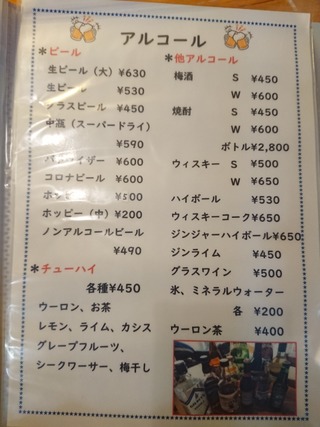 アルコール
＊ビール
生ビール（大）¥630
生ビール ¥530
グラスビール ¥450
中瓶（スーパードライ）
¥590
バドワイザー ¥600
コロナビール ¥600
ホッピー
ホッピー（中）¥200
ノンアルコールビール
¥490
＊チューハイ
各種¥450
ウーロン、お茶
レモン、ライム、カシス
グレープフルーツ、
シークワーサー、梅干し
＊他アルコール
梅酒 S ¥450
W ¥600
焼酎 S ¥450
W ¥600
ボトル¥2,800
ウィスキー S ¥500
W ¥650
ハイボール ¥530
ウィスキーコーク¥650
ジンジャーハイボール¥650
ジンライム ¥450
グラスワイン ¥500
氷、ミネラルウォーター
各 ¥200
ウーロン茶 ¥400